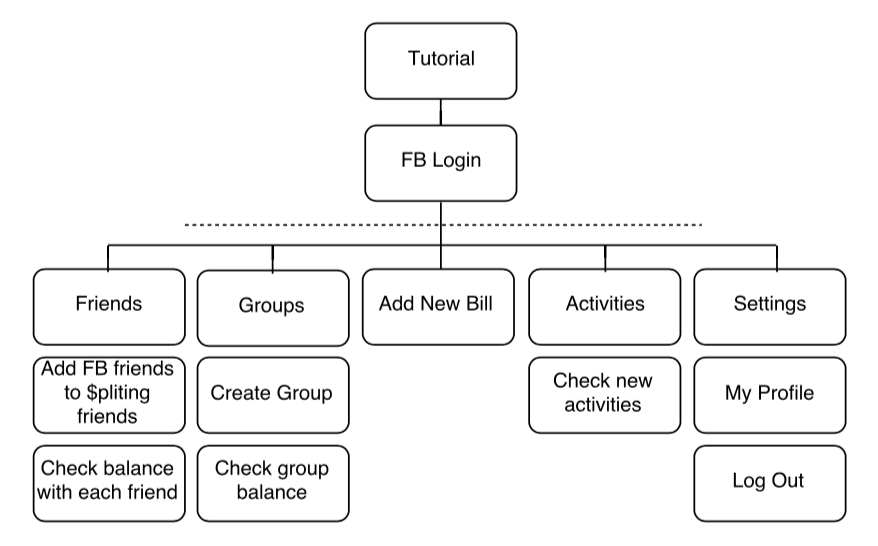 Tutorial
FB Login
Friends
Groups
Add New Bill
Activities
Settings
Add FB friends
to $pliting
friends
Create Group
Check new
activities
My Profile
Check balance
with each friend
Check group
balance
Log Out